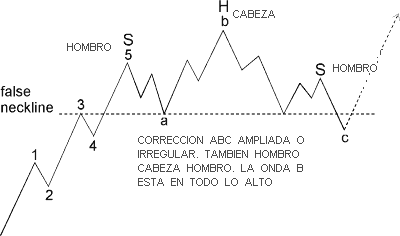 H
CABEZA
b
HOMBRO
S
5
S
HOMBRO
false
neckline
3
4
a
c
1
2
CORRECCION ABC AMPLIADA O
IRREGULAR. TAMBIEN HOMBRO
CABEZA HOMBRO. LA ONDA B
ESTA EN TODO LO ALTO